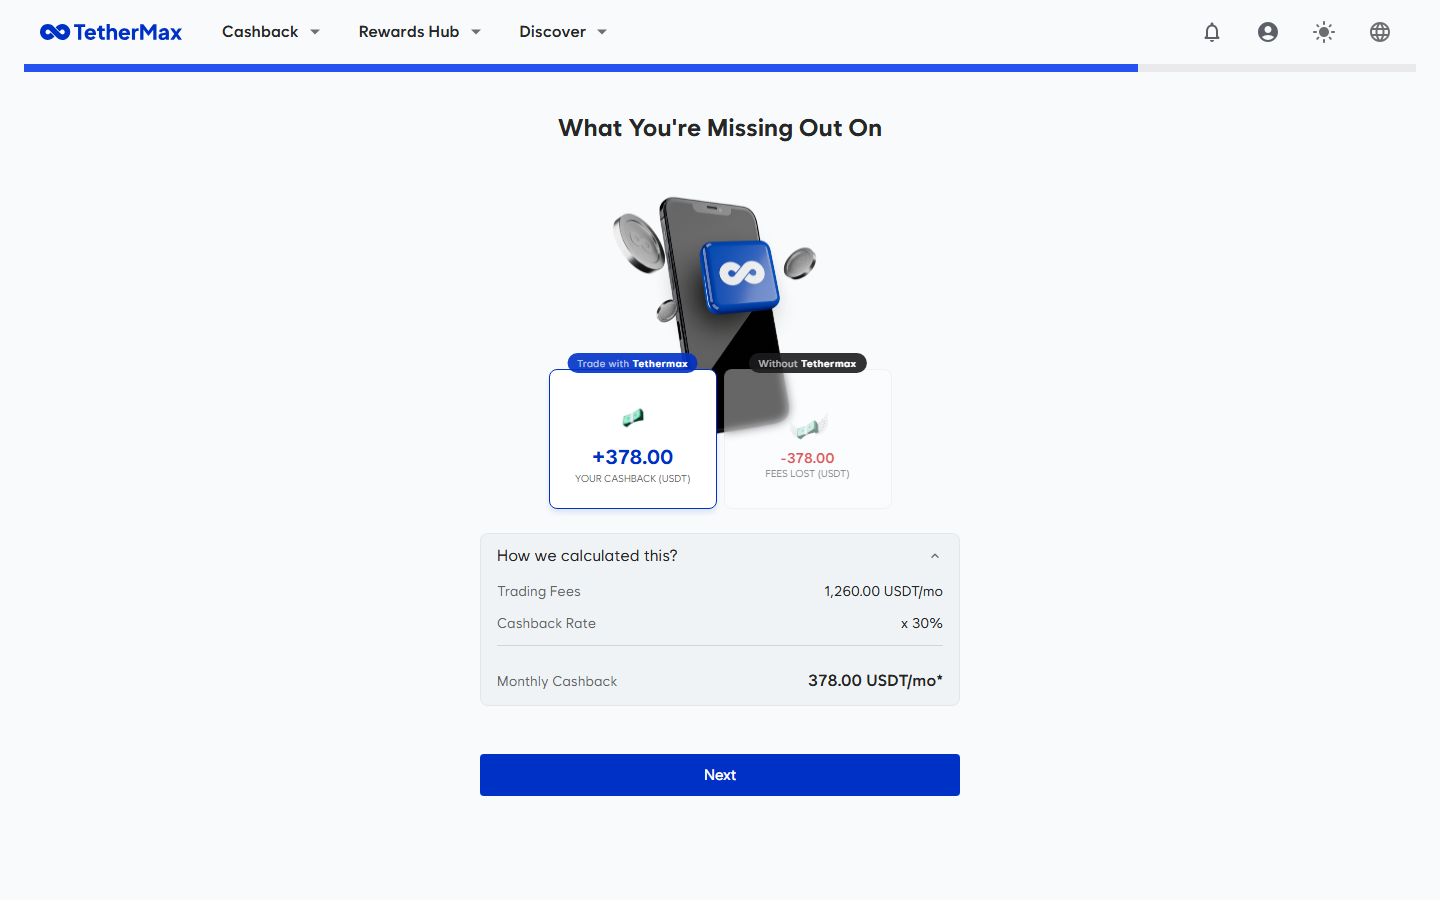 TetherMax
Cashback
Rewards Hub
Discover
What You're Missing Out On
Trade with Tethermax
Without Tethermax
+378.00
YOUR CASHBACK (USDT)
-378.00
FEES LOST (USDT)
How we calculated this?
Trading Fees
1,260.00 USDT/mo
Cashback Rate
x 30%
Monthly Cashback
378.00 USDT/mo*
Next